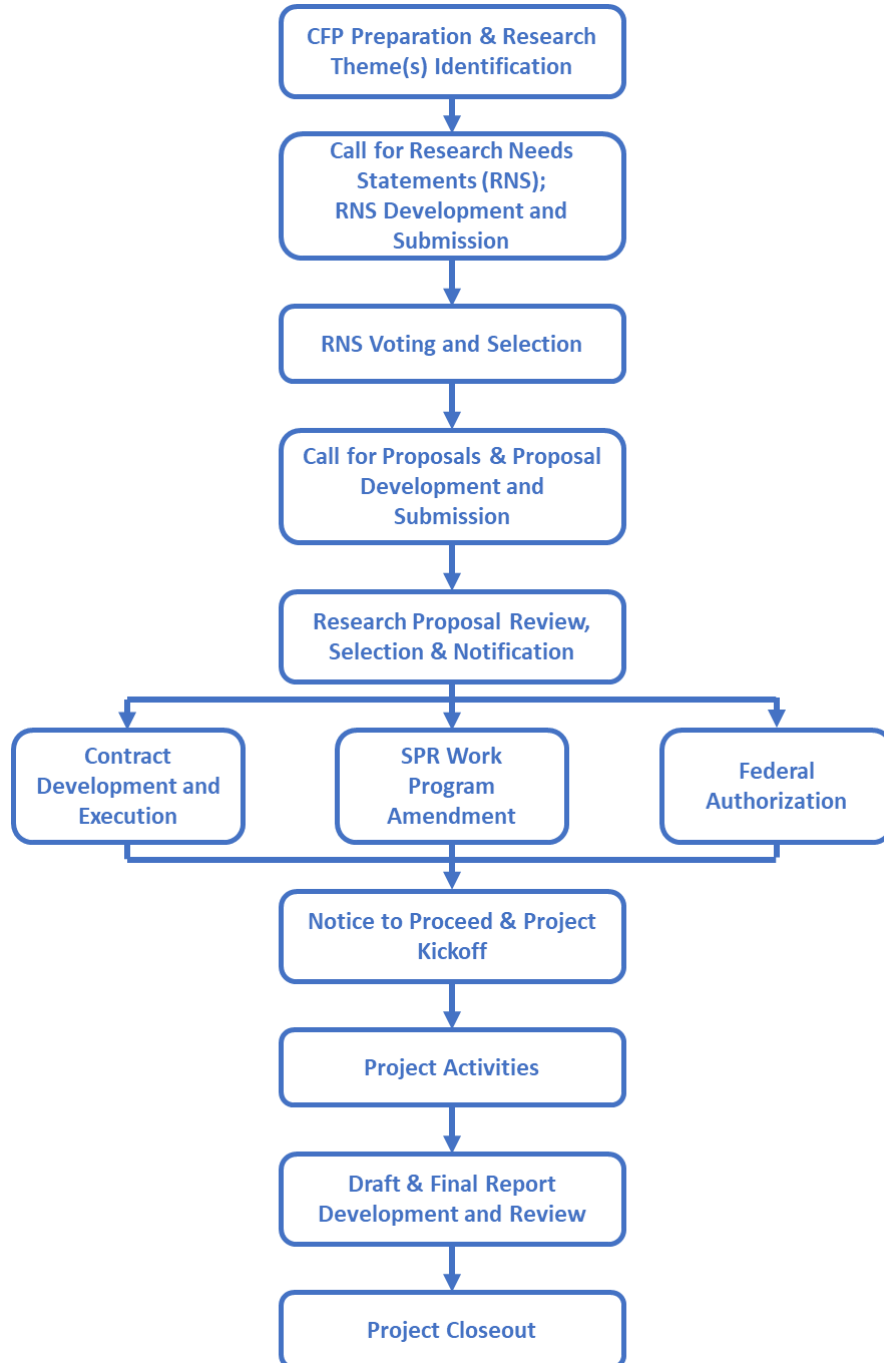 CFP Preparation & Research
Theme(s) Identification
Call for Research Needs
Statements (RNS);
RNS Development and
Submission
RNS Voting and Selection
Call for Proposals & Proposal
Development and
Submission
Research Proposal Review,
Selection & Notification
Contract
Development and
Execution
SPR Work
Program
Amendment
Federal
Authorization
Notice to Proceed & Project
Kickoff
Project Activities
Draft & Final Report
Development and Review
Project Closeout